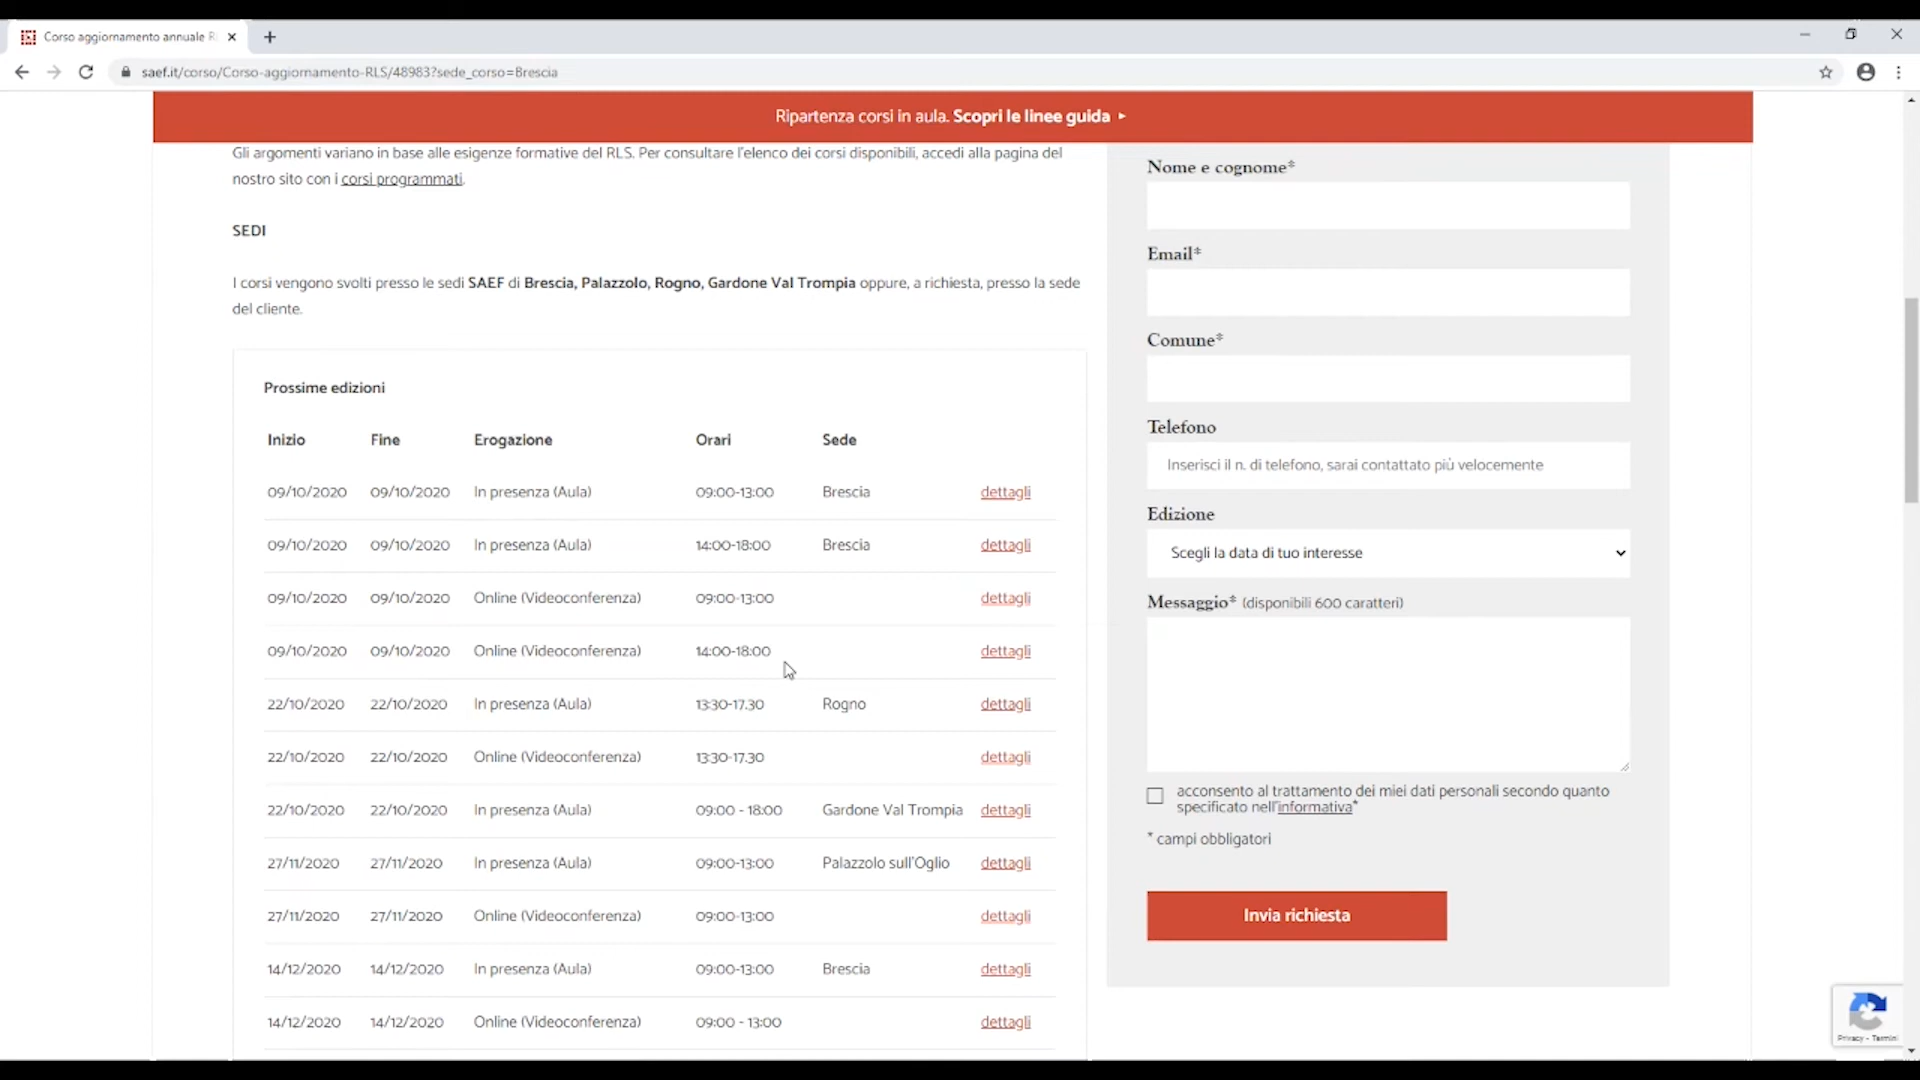 Corso aggiornamento annuale R
saef.it/corso/Corso-aggiornamento-RLS/48983?sede_corso=Brescia
Ripartenza corsi in aula. Scopri le linee guida ▸
Gli argomenti variano in base alle esigenze formative del RLS. Per consultare l'elenco dei corsi disponibili, accedi alla pagina del
nostro sito con i corsi programmati.
SEDI
I corsi vengono svolti presso le sedi SAEF di Brescia, Palazzolo, Rogno, Gardone Val Trompia oppure, a richiesta, presso la sede
del cliente.
Prossime edizioni
Inizio Fine Erogazione Orari Sede
09/10/2020 09/10/2020 In presenza (Aula) 09:00-13:00 Brescia dettagli
09/10/2020 09/10/2020 In presenza (Aula) 14:00-18:00 Brescia dettagli
09/10/2020 09/10/2020 Online (Videoconferenza) 09:00-13:00 dettagli
09/10/2020 09/10/2020 Online (Videoconferenza) 14:00-18:00 dettagli
22/10/2020 22/10/2020 In presenza (Aula) 13:30-17.30 Rogno dettagli
22/10/2020 22/10/2020 Online (Videoconferenza) 13:30-17.30 dettagli
22/10/2020 22/10/2020 In presenza (Aula) 09:00 - 18:00 Gardone Val Trompia dettagli
27/11/2020 27/11/2020 In presenza (Aula) 09:00-13:00 Palazzolo sull'Oglio dettagli
27/11/2020 27/11/2020 Online (Videoconferenza) 09:00-13:00 dettagli
14/12/2020 14/12/2020 In presenza (Aula) 09:00-13:00 Brescia dettagli
14/12/2020 14/12/2020 Online (Videoconferenza) 09:00 - 13:00 dettagli
Nome e cognome*
Email*
Comune*
Telefono
Inserisci il n. di telefono, sarai contattato più velocemente
Edizione
Scegli la data di tuo interesse
Messaggio* (disponibili 600 caratteri)
acconsento al trattamento dei miei dati personali secondo quanto
specificato nell'informativa*
* campi obbligatori
Invia richiesta
Privacy - Termini